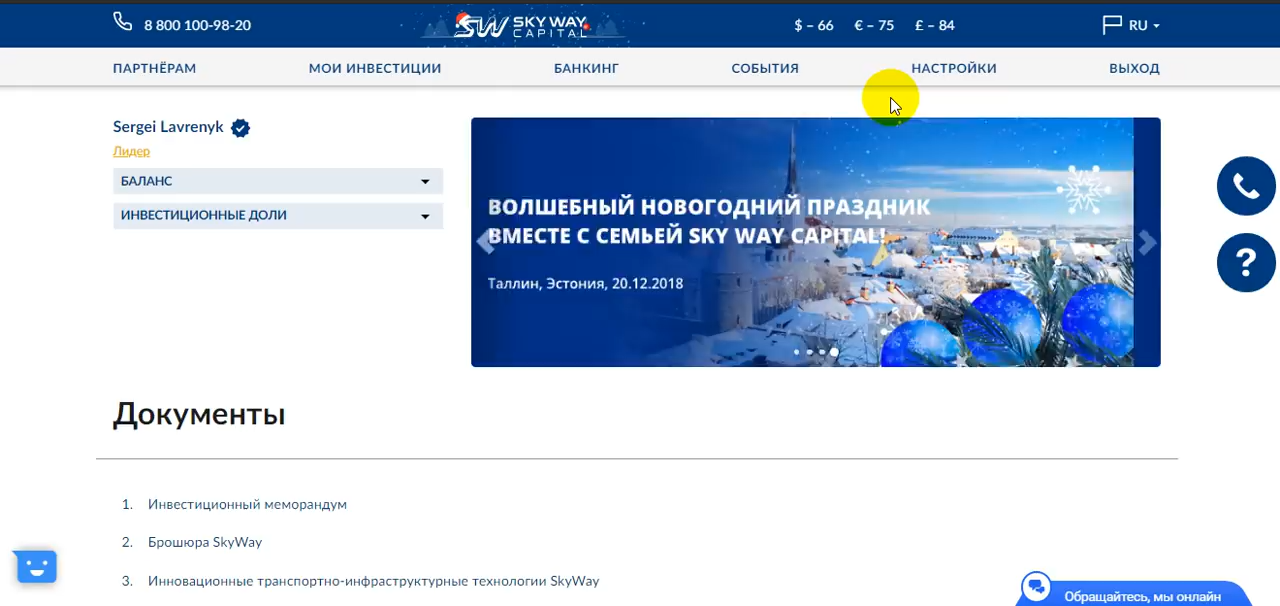 8 800 100-98-20
SW SKY WAY
CAPITAL
$ – 66 € – 75 £ – 84
RU
ПАРТНЁРАМ МОИ ИНВЕСТИЦИИ БАНКИНГ СОБЫТИЯ НАСТРОЙКИ ВЫХОД
Sergei Lavrenyk
Лидер
БАЛАНС
ИНВЕСТИЦИОННЫЕ ДОЛИ
ВОЛШЕБНЫЙ НОВОГОДНИЙ ПРАЗДНИК
ВМЕСТЕ С СЕМЬЕЙ SKY WAY CAPITAL!
Таллин, Эстония, 20.12.2018
?
Документы
1. Инвестиционный меморандум
2. Брошюра SkyWay
3. Инновационные транспортно-инфраструктурные технологии SkyWay
Обращайтесь, мы онлайн